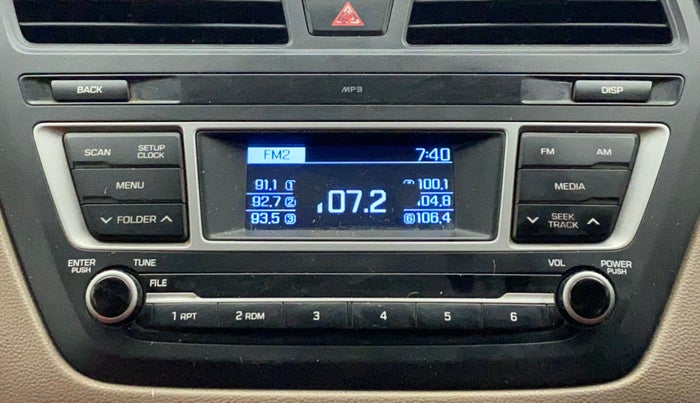 MP3
BACK
DISP
SCAN SETUP CLOCK
FM2 7:40
FM AM
MENU
91.1 1 100.1
92.7 2 107.2 104.8
93.5 3 6 106.4
MEDIA
FOLDER
SEEK TRACK
ENTER PUSH TUNE
VOL POWER PUSH
FILE
1 RPT 2 RDM 3 4 5 6